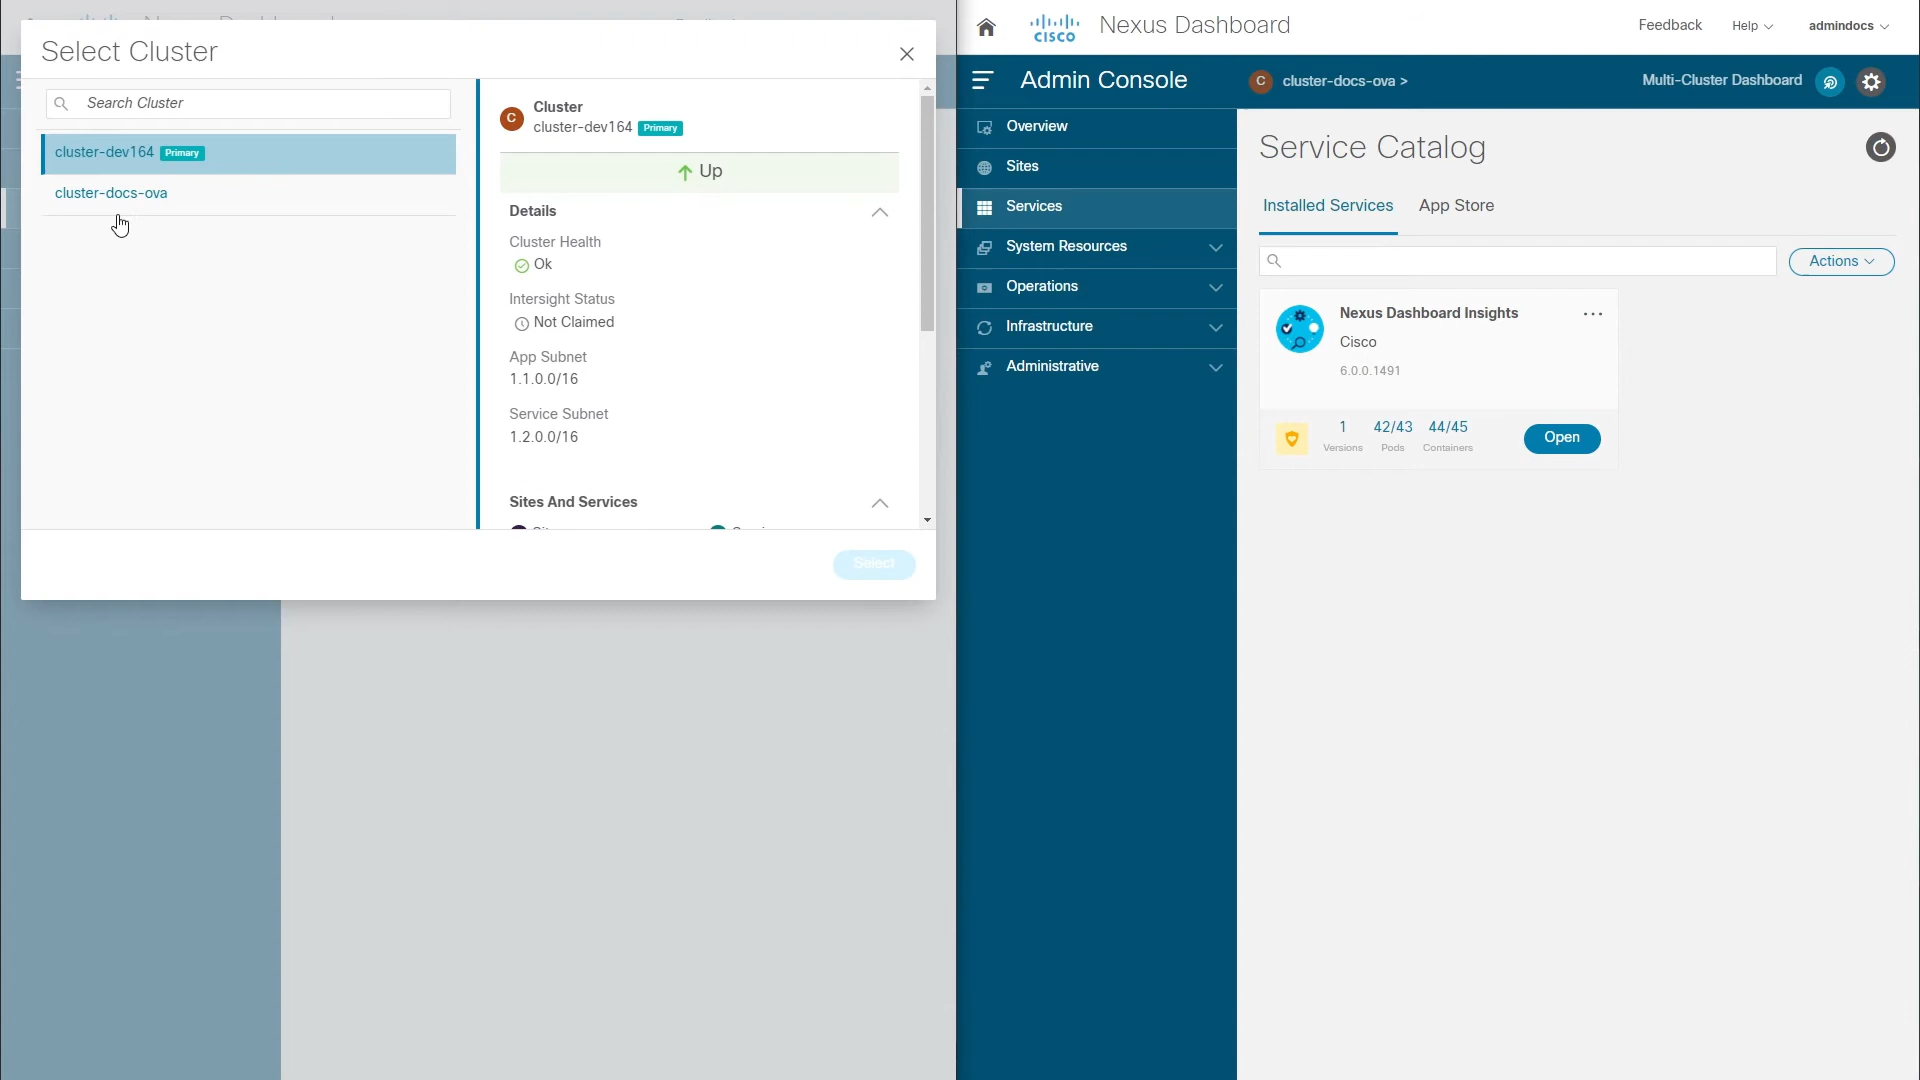 Select Cluster
Search Cluster
cluster-dev164 Primary
cluster-docs-ova
C
Cluster
cluster-dev164 Primary
Up
Details
Cluster Health
Ok
Intersight Status
Not Claimed
App Subnet
1.1.0.0/16
Service Subnet
1.2.0.0/16
Sites And Services
Select
CISCO Nexus Dashboard
Feedback Help admindocs
Admin Console
C cluster-docs-ova >
Multi-Cluster Dashboard
Overview
Sites
Services
System Resources
Operations
Infrastructure
Administrative
Service Catalog
Installed Services App Store
Actions
Nexus Dashboard Insights
Cisco
6.0.0.1491
1 42/43 44/45
Versions Pods Containers
Open